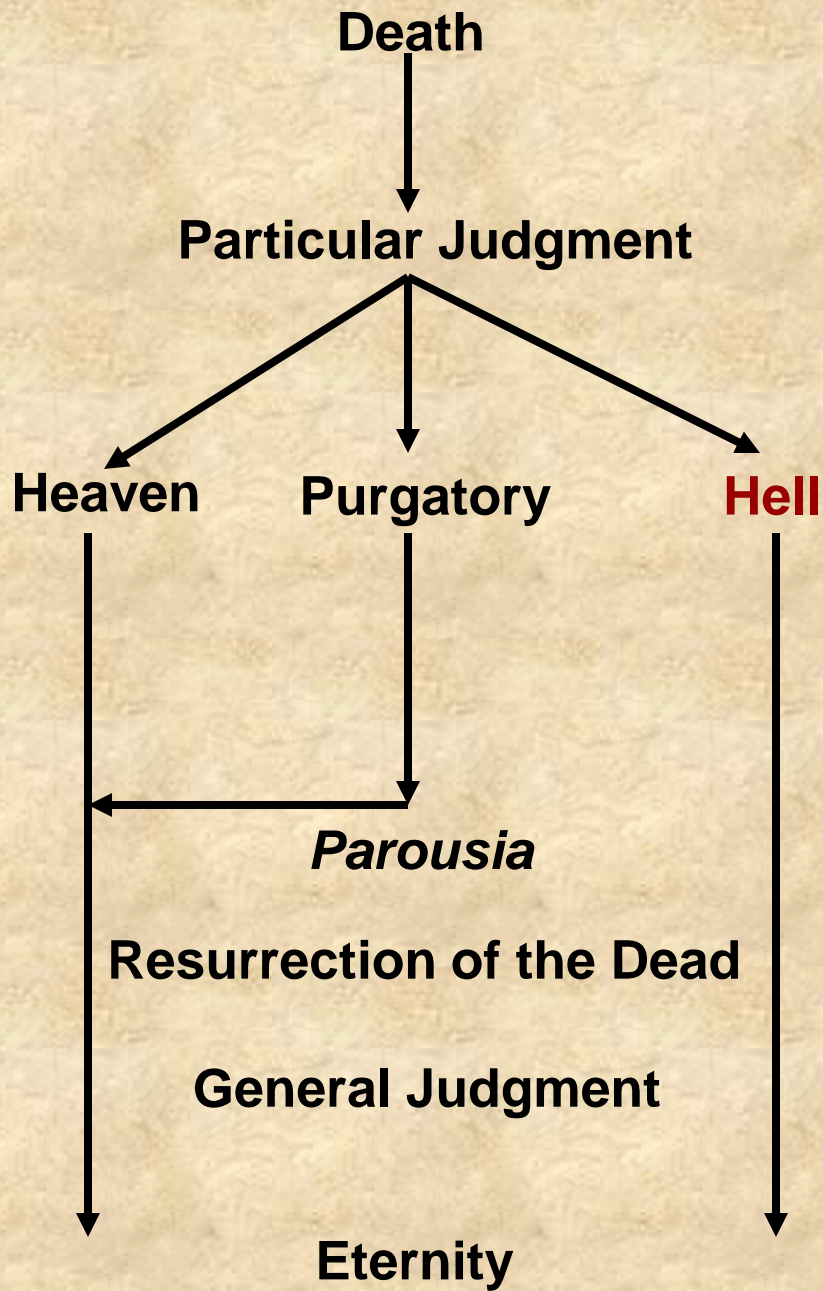 Death
Particular Judgment
Heaven Purgatory Hell
Parousia
Resurrection of the Dead
General Judgment
Eternity